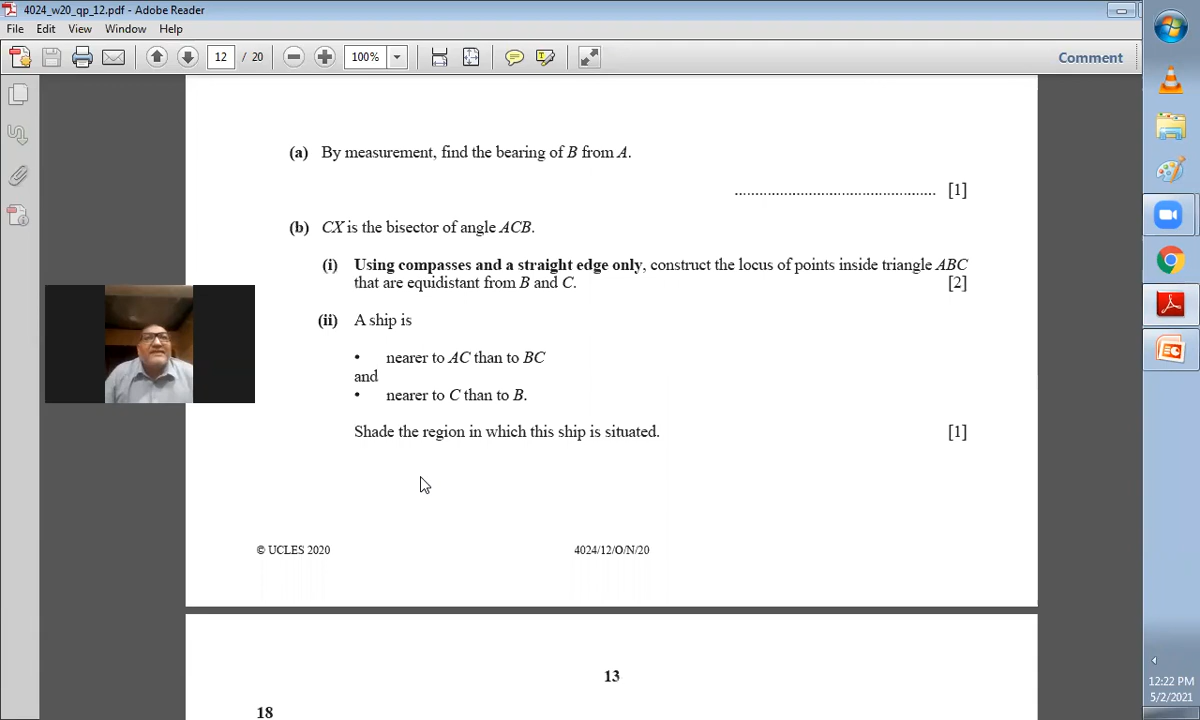 4024_w20_qp_12.pdf - Adobe Reader
File Edit View Window Help
12 / 20 100% Comment
(a) By measurement, find the bearing of B from A.
................................................ [1]
(b) CX is the bisector of angle ACB.
(i) Using compasses and a straight edge only, construct the locus of points inside triangle ABC
that are equidistant from B and C. [2]
(ii) A ship is
• nearer to AC than to BC
and
• nearer to C than to B.
Shade the region in which this ship is situated. [1]
© UCLES 2020 4024/12/O/N/20
13
18
12:22 PM
5/2/2021